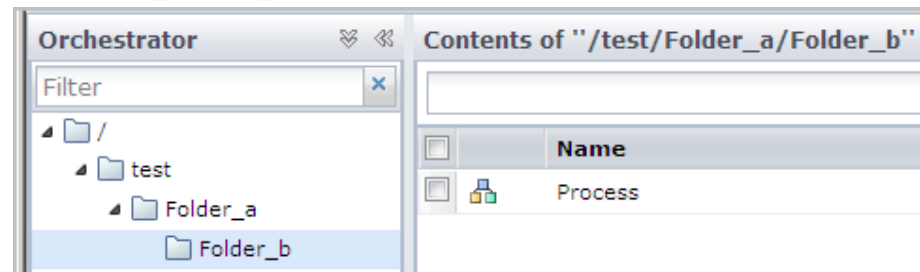 Orchestrator
Filter
/
test
Folder_a
Folder_b
Contents of "/test/Folder_a/Folder_b"
Name
Process